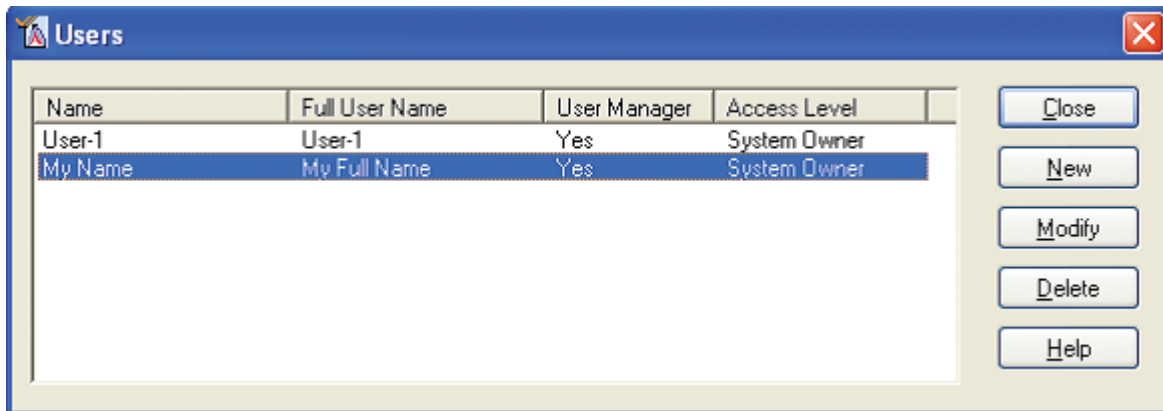 Users
Name Full User Name User Manager Access Level
User-1 User-1 Yes System Owner
My Name My Full Name Yes System Owner
Close
New
Modify
Delete
Help